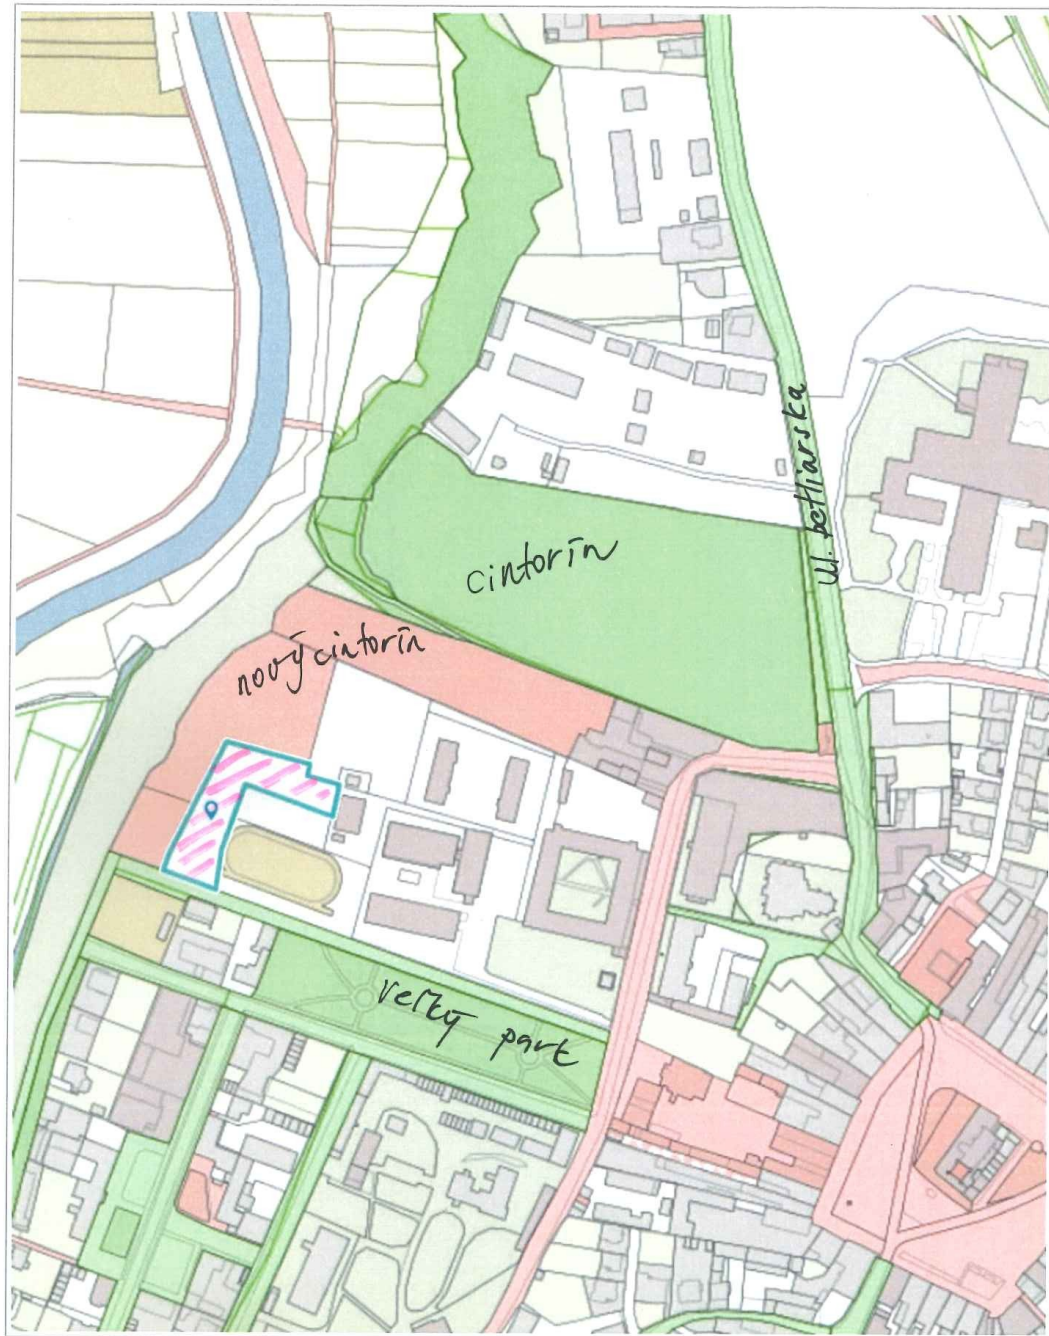 ul. betliarska
cintorín
nový cintorín
veľký park